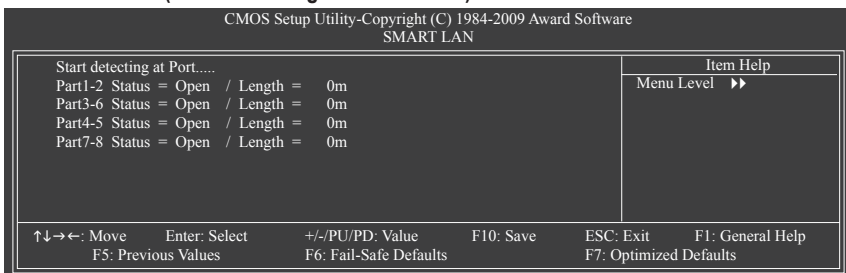 CMOS Setup Utility-Copyright (C) 1984-2009 Award Software
SMART LAN
Start detecting at Port.....
Part1-2 Status = Open / Length = 0m
Part3-6 Status = Open / Length = 0m
Part4-5 Status = Open / Length = 0m
Part7-8 Status = Open / Length = 0m
Item Help
Menu Level ▶▶
↑↓→←: Move Enter: Select +/-/PU/PD: Value F10: Save ESC: Exit F1: General Help
F5: Previous Values F6: Fail-Safe Defaults F7: Optimized Defaults